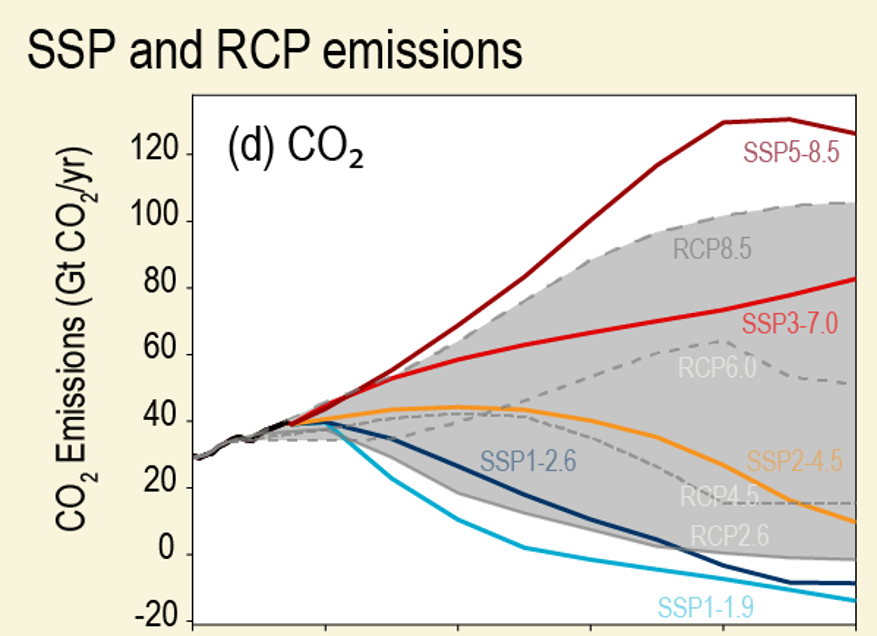 SSP and RCP emissions
(d) CO₂
CO₂ Emissions (Gt CO₂/yr)
120
100
80
60
40
20
0
-20
SSP5-8.5
RCP8.5
SSP3-7.0
RCP6.0
SSP1-2.6
SSP2-4.5
RCP4.5
RCP2.6
SSP1-1.9